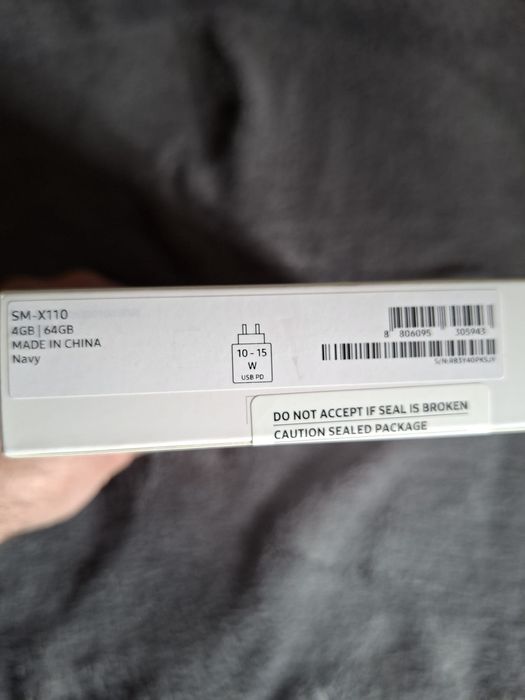 SM-X110
4GB | 64GB
MADE IN CHINA
Navy
10 - 15
W
USB PD
8 806095 305943
DO NOT ACCEPT IF SEAL IS BROKEN
CAUTION SEALED PACKAGE